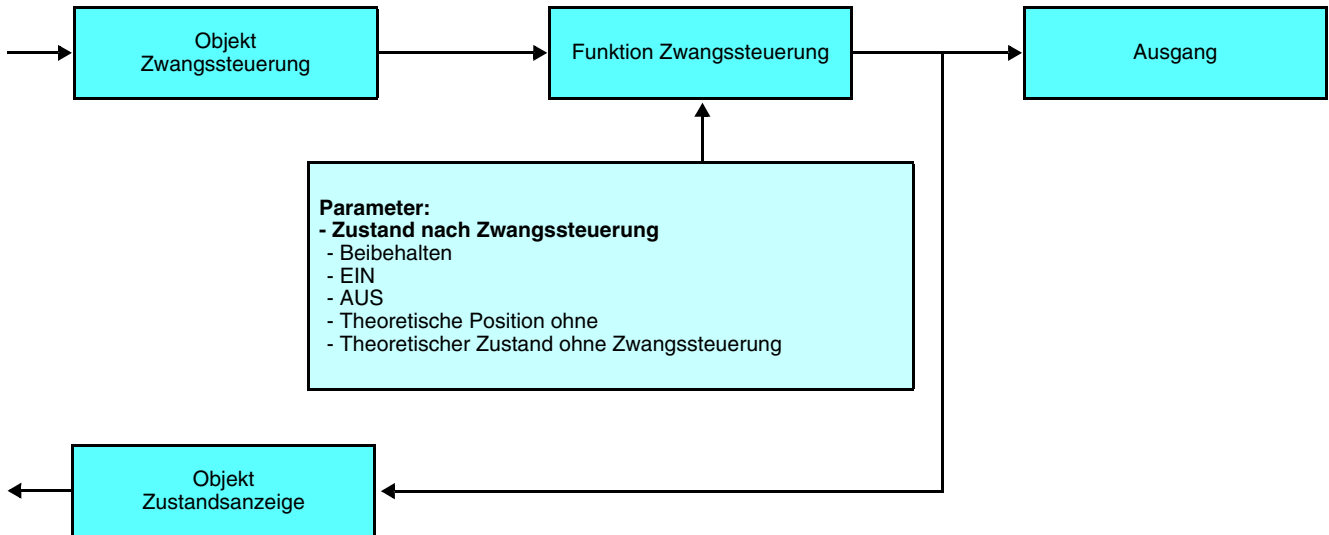 Objekt
Zwangssteuerung
Funktion Zwangssteuerung
Ausgang
Parameter:
- Zustand nach Zwangssteuerung
- Beibehalten
- EIN
- AUS
- Theoretische Position ohne
- Theoretischer Zustand ohne Zwangssteuerung
Objekt
Zustandsanzeige